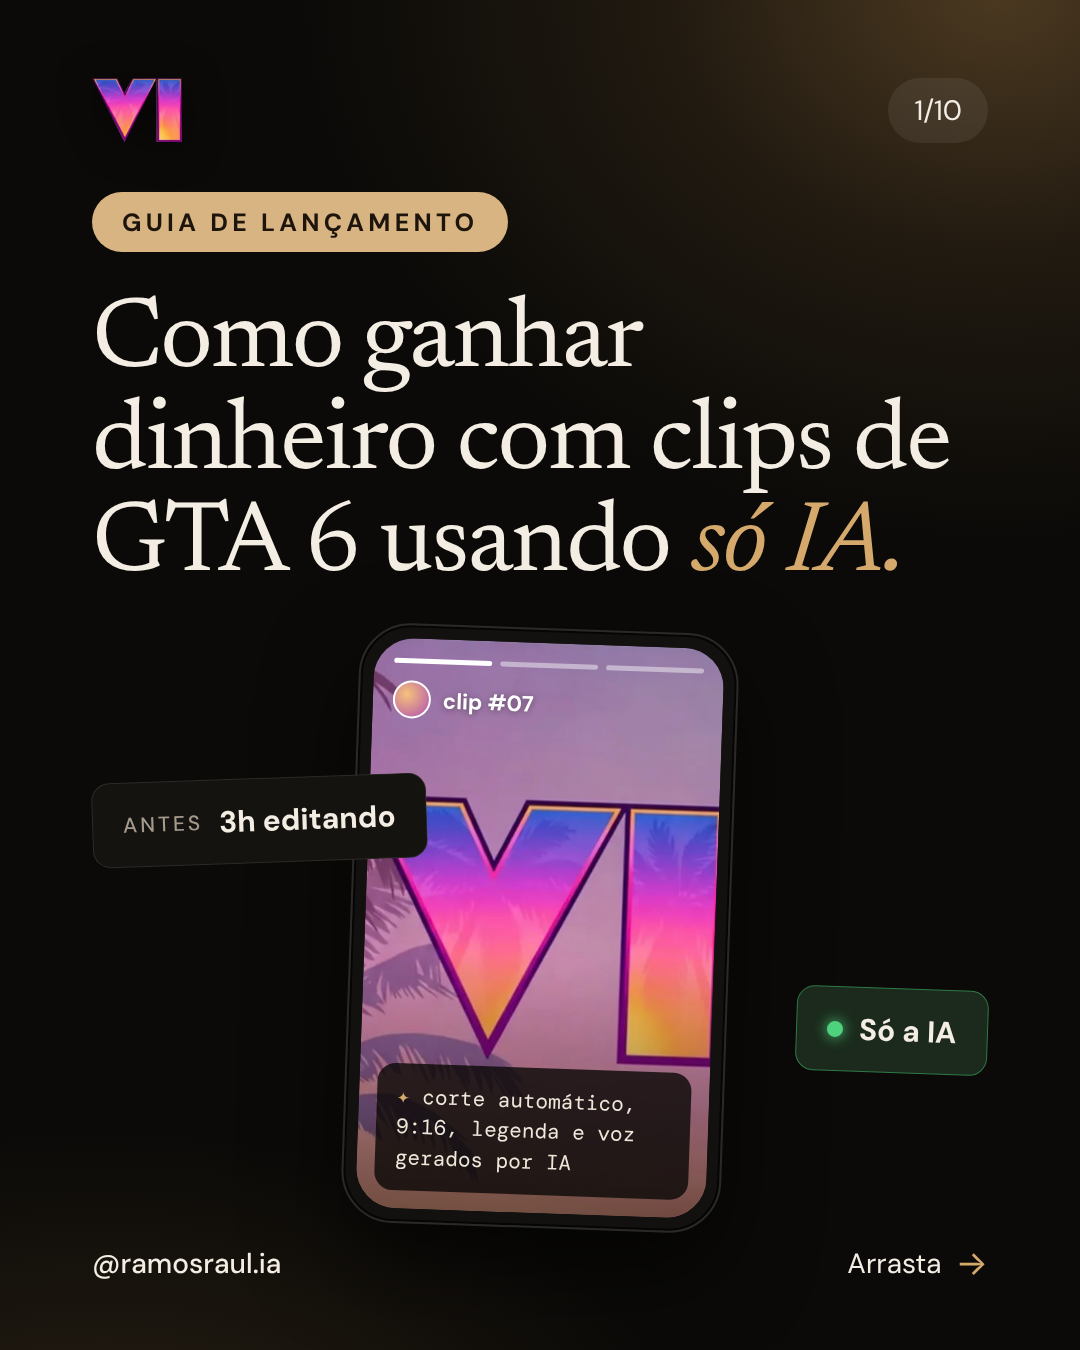 VI
1/10
GUIA DE LANÇAMENTO
Como ganhar
dinheiro com clips de
GTA 6 usando só IA.
clip #07
ANTES 3h editando
VI
Só a IA
✦ corte automático,
9:16, legenda e voz
gerados por IA
@ramosraul.ia
Arrasta →